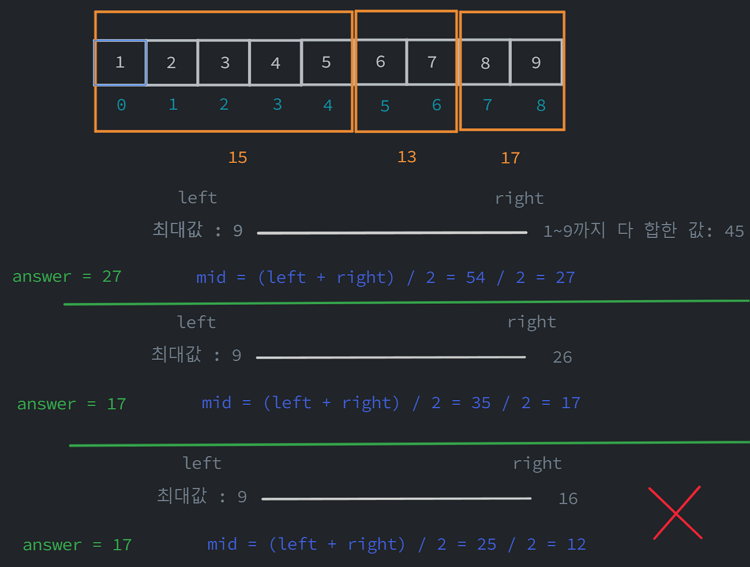 1 2 3 4 5 6 7 8 9
0 1 2 3 4 5 6 7 8
15 13 17
left right
최대값 : 9 1~9까지 다 합한 값: 45
answer = 27 mid = (left + right) / 2 = 54 / 2 = 27
left right
최대값 : 9 26
answer = 17 mid = (left + right) / 2 = 35 / 2 = 17
left right
최대값 : 9 16
answer = 17 mid = (left + right) / 2 = 25 / 2 = 12